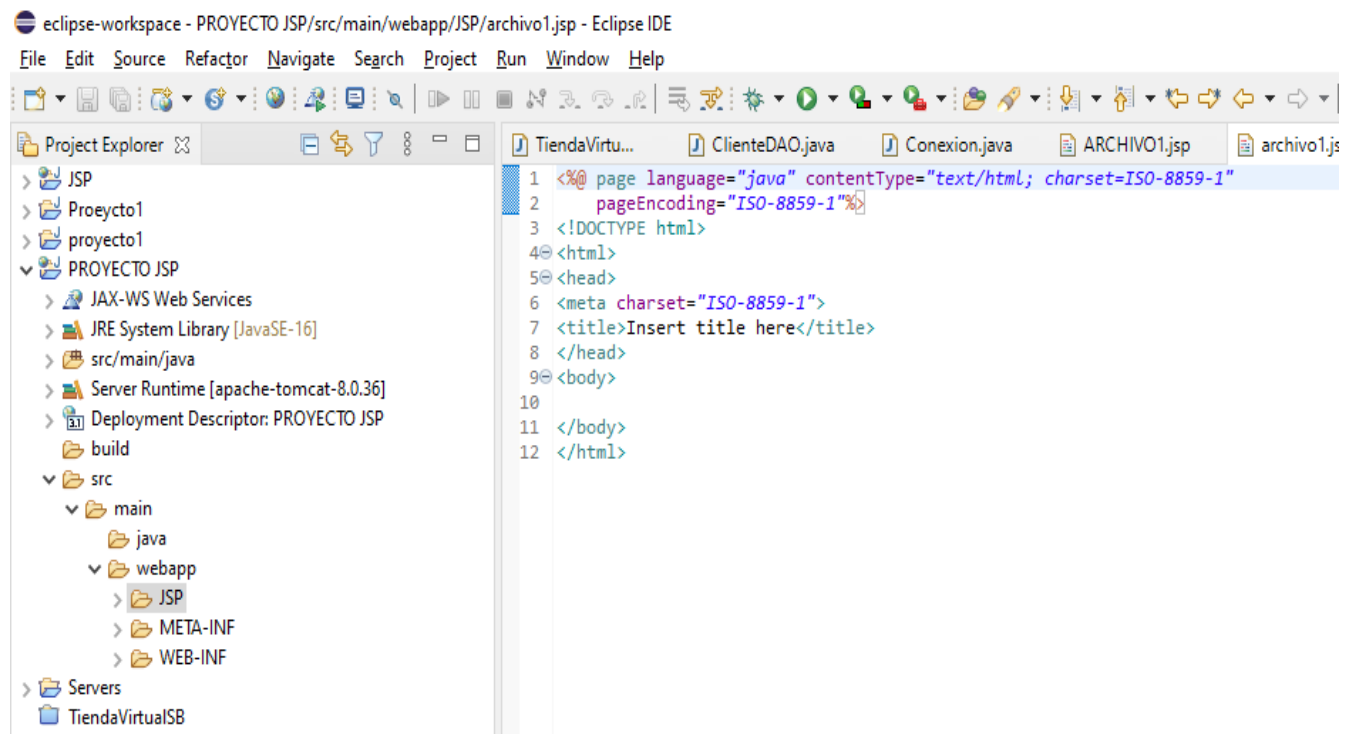 eclipse-workspace - PROYECTO JSP/src/main/webapp/JSP/archivo1.jsp - Eclipse IDE
File Edit Source Refactor Navigate Search Project Run Window Help
Project Explorer
TiendaVirtu... ClienteDAO.java Conexion.java ARCHIVO1.jsp archivo1.js
JSP
Proeycto1
proyecto1
PROYECTO JSP
JAX-WS Web Services
JRE System Library [JavaSE-16]
src/main/java
Server Runtime [apache-tomcat-8.0.36]
3.1 Deployment Descriptor: PROYECTO JSP
build
src
main
java
webapp
JSP
META-INF
WEB-INF
Servers
TiendaVirtualSB
1 <%@ page language="java" contentType="text/html; charset=ISO-8859-1"
2 pageEncoding="ISO-8859-1"%>
3 <!DOCTYPE html>
4 <html>
5 <head>
6 <meta charset="ISO-8859-1">
7 <title>Insert title here</title>
8 </head>
9 <body>
10
11 </body>
12 </html>